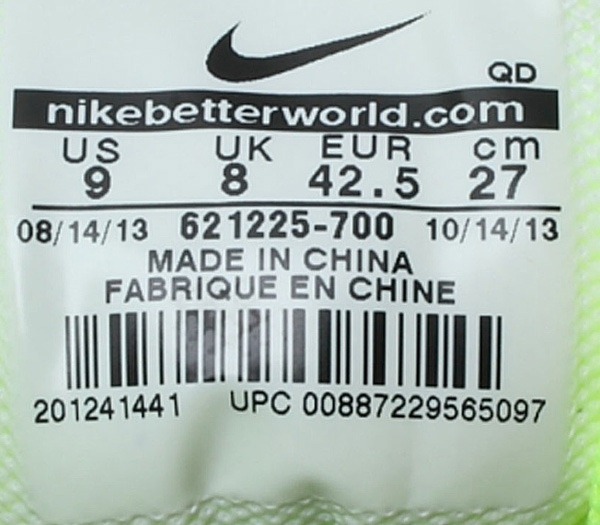 QD
nikebetterworld.com
US UK EUR cm
9 8 42.5 27
08/14/13 621225-700 10/14/13
MADE IN CHINA
FABRIQUE EN CHINE
201241441 UPC 00887229565097